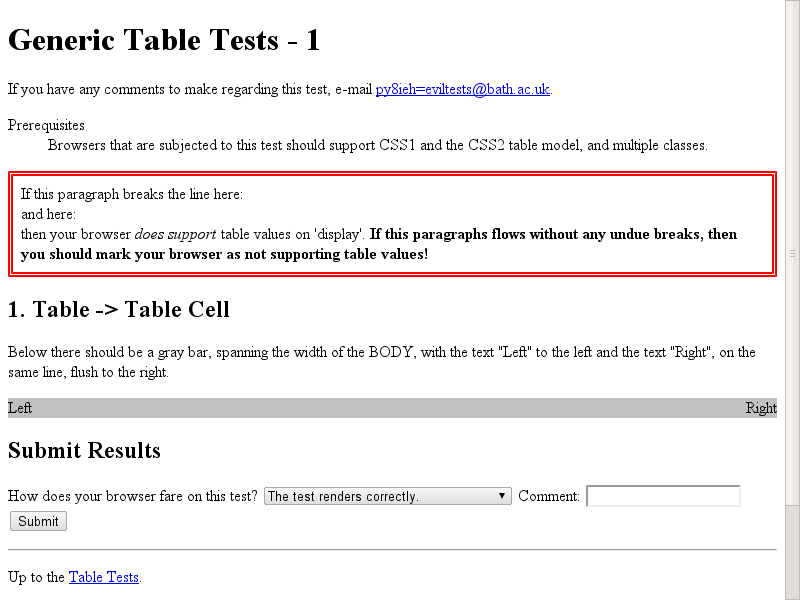 Generic Table Tests - 1
If you have any comments to make regarding this test, e-mail py8ieh=eviltests@bath.ac.uk.
Prerequisites
Browsers that are subjected to this test should support CSS1 and the CSS2 table model, and multiple classes.
If this paragraph breaks the line here:
and here:
then your browser does support table values on 'display'. If this paragraphs flows without any undue breaks, then
you should mark your browser as not supporting table values!
1. Table -> Table Cell
Below there should be a gray bar, spanning the width of the BODY, with the text "Left" to the left and the text "Right", on the
same line, flush to the right.
Left Right
Submit Results
How does your browser fare on this test? The test renders correctly. Comment:
Submit
Up to the Table Tests.